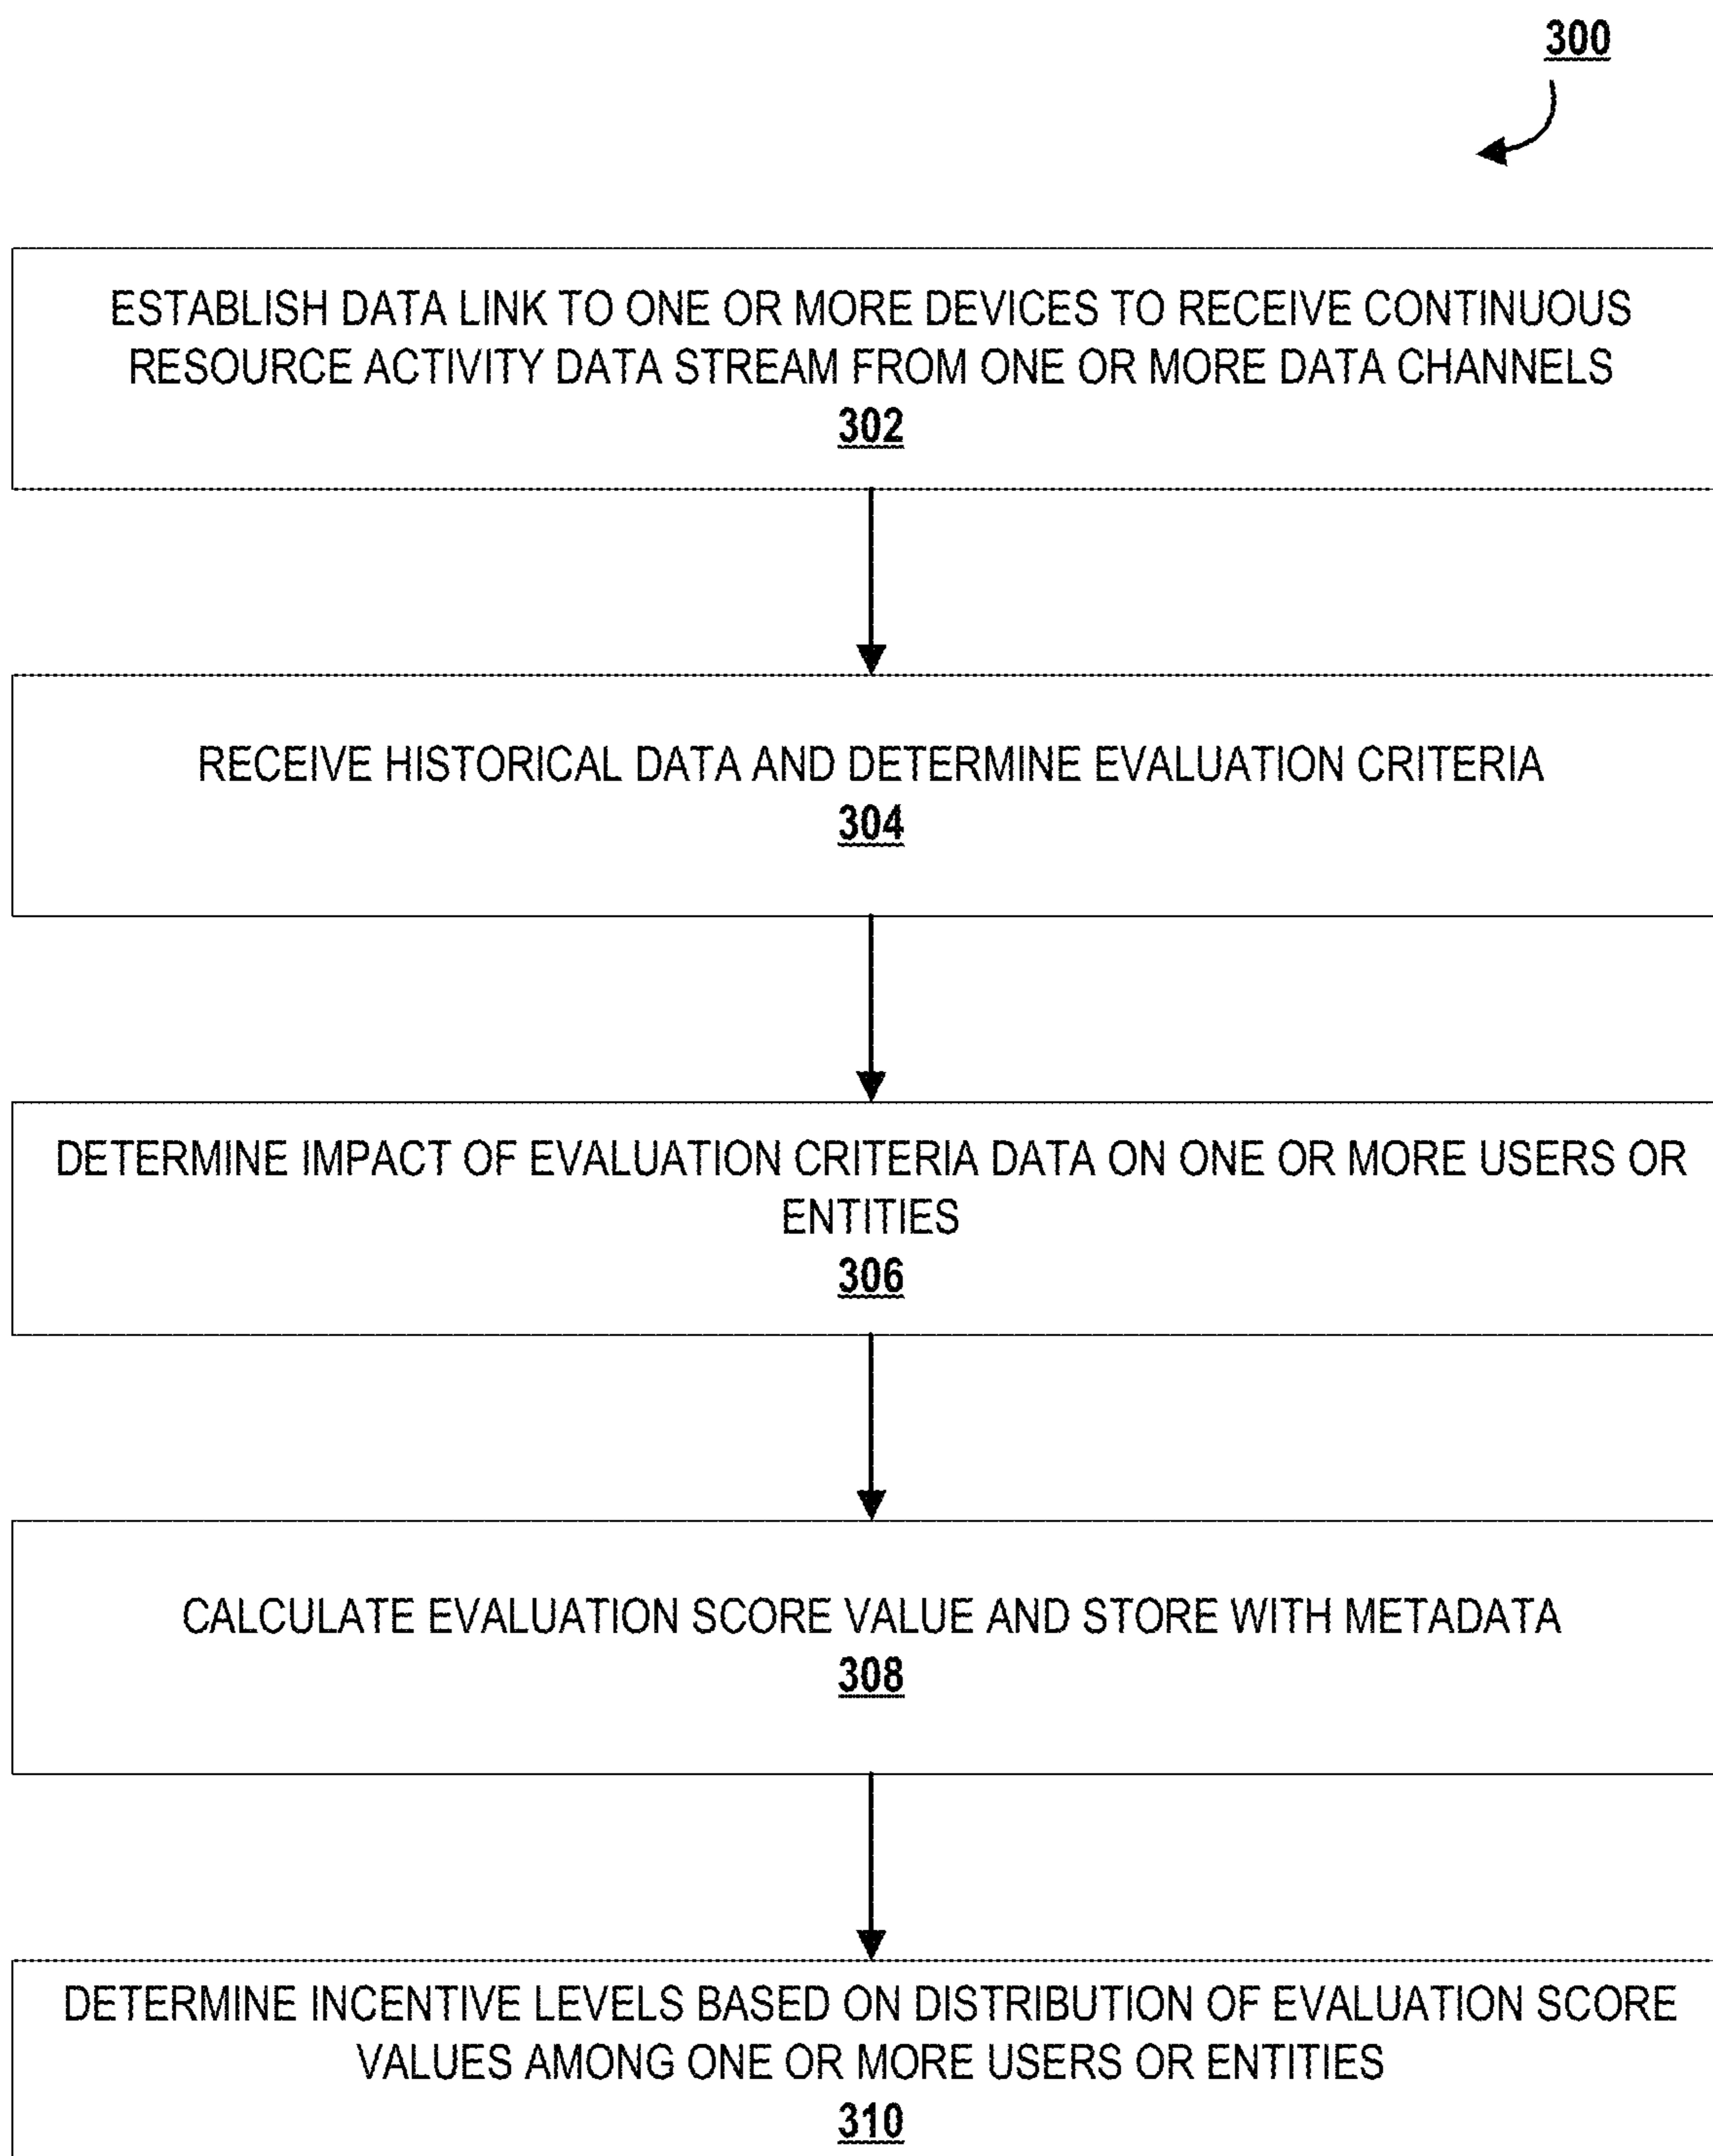 300
ESTABLISH DATA LINK TO ONE OR MORE DEVICES TO RECEIVE CONTINUOUS
RESOURCE ACTIVITY DATA STREAM FROM ONE OR MORE DATA CHANNELS
302
RECEIVE HISTORICAL DATA AND DETERMINE EVALUATION CRITERIA
304
DETERMINE IMPACT OF EVALUATION CRITERIA DATA ON ONE OR MORE USERS OR
ENTITIES
306
CALCULATE EVALUATION SCORE VALUE AND STORE WITH METADATA
308
DETERMINE INCENTIVE LEVELS BASED ON DISTRIBUTION OF EVALUATION SCORE
VALUES AMONG ONE OR MORE USERS OR ENTITIES
310